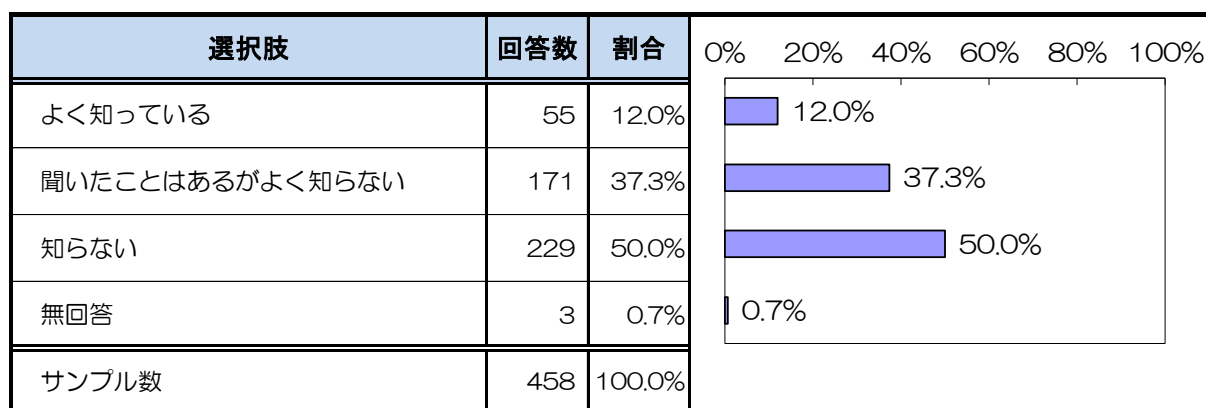 選択肢 回答数 割合 0% 20% 40% 60% 80% 100%
よく知っている 55 12.0% 12.0%
聞いたことはあるがよく知らない 171 37.3% 37.3%
知らない 229 50.0% 50.0%
無回答 3 0.7% 0.7%
サンプル数 458 100.0%